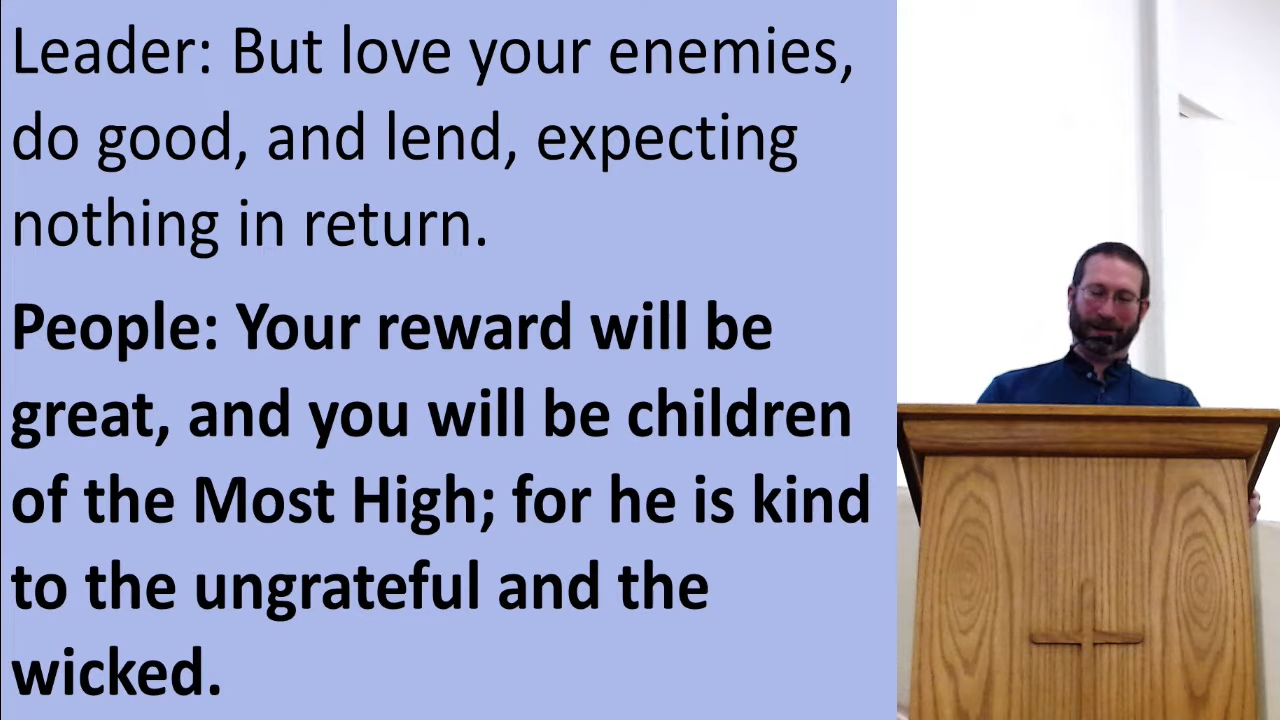 Leader: But love your enemies,
do good, and lend, expecting
nothing in return.
People: Your reward will be
great, and you will be children
of the Most High; for he is kind
to the ungrateful and the
wicked.